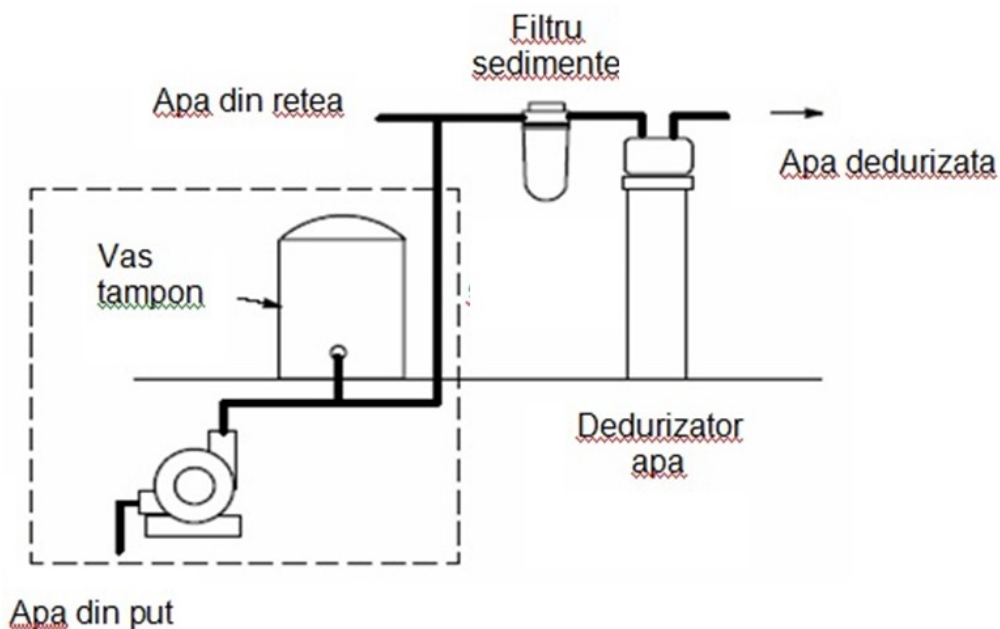 Filtru
sedimente
Apa din retea
Apa dedurizata
Vas
tampon
Dedurizator
apa
Apa din put